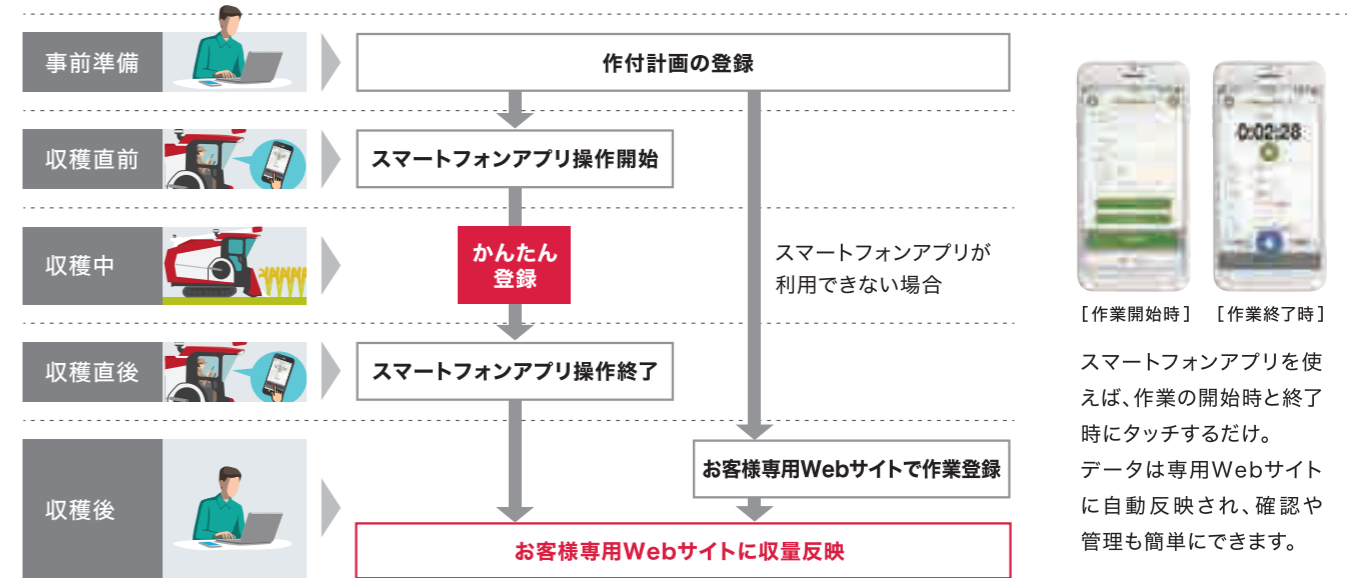 事前準備
作付計画の登録
収穫直前
スマートフォンアプリ操作開始
収穫中
かんたん
登録
スマートフォンアプリが
利用できない場合
収穫直後
スマートフォンアプリ操作終了
収穫後
お客様専用Webサイトで作業登録
お客様専用Webサイトに収量反映
0:02:28
[作業開始時]
[作業終了時]
スマートフォンアプリを使
えば、作業の開始時と終了
時にタッチするだけ。
データは専用Webサイト
に自動反映され、確認や
管理も簡単にできます。